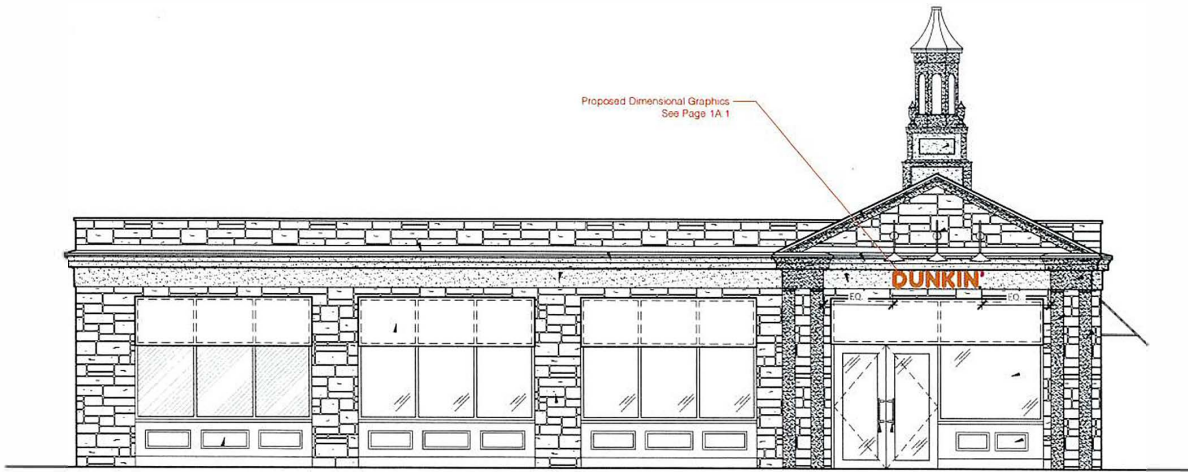 Proposed Dimensional Graphics
See Page 1A.1
DUNKIN'
EQ. EQ.